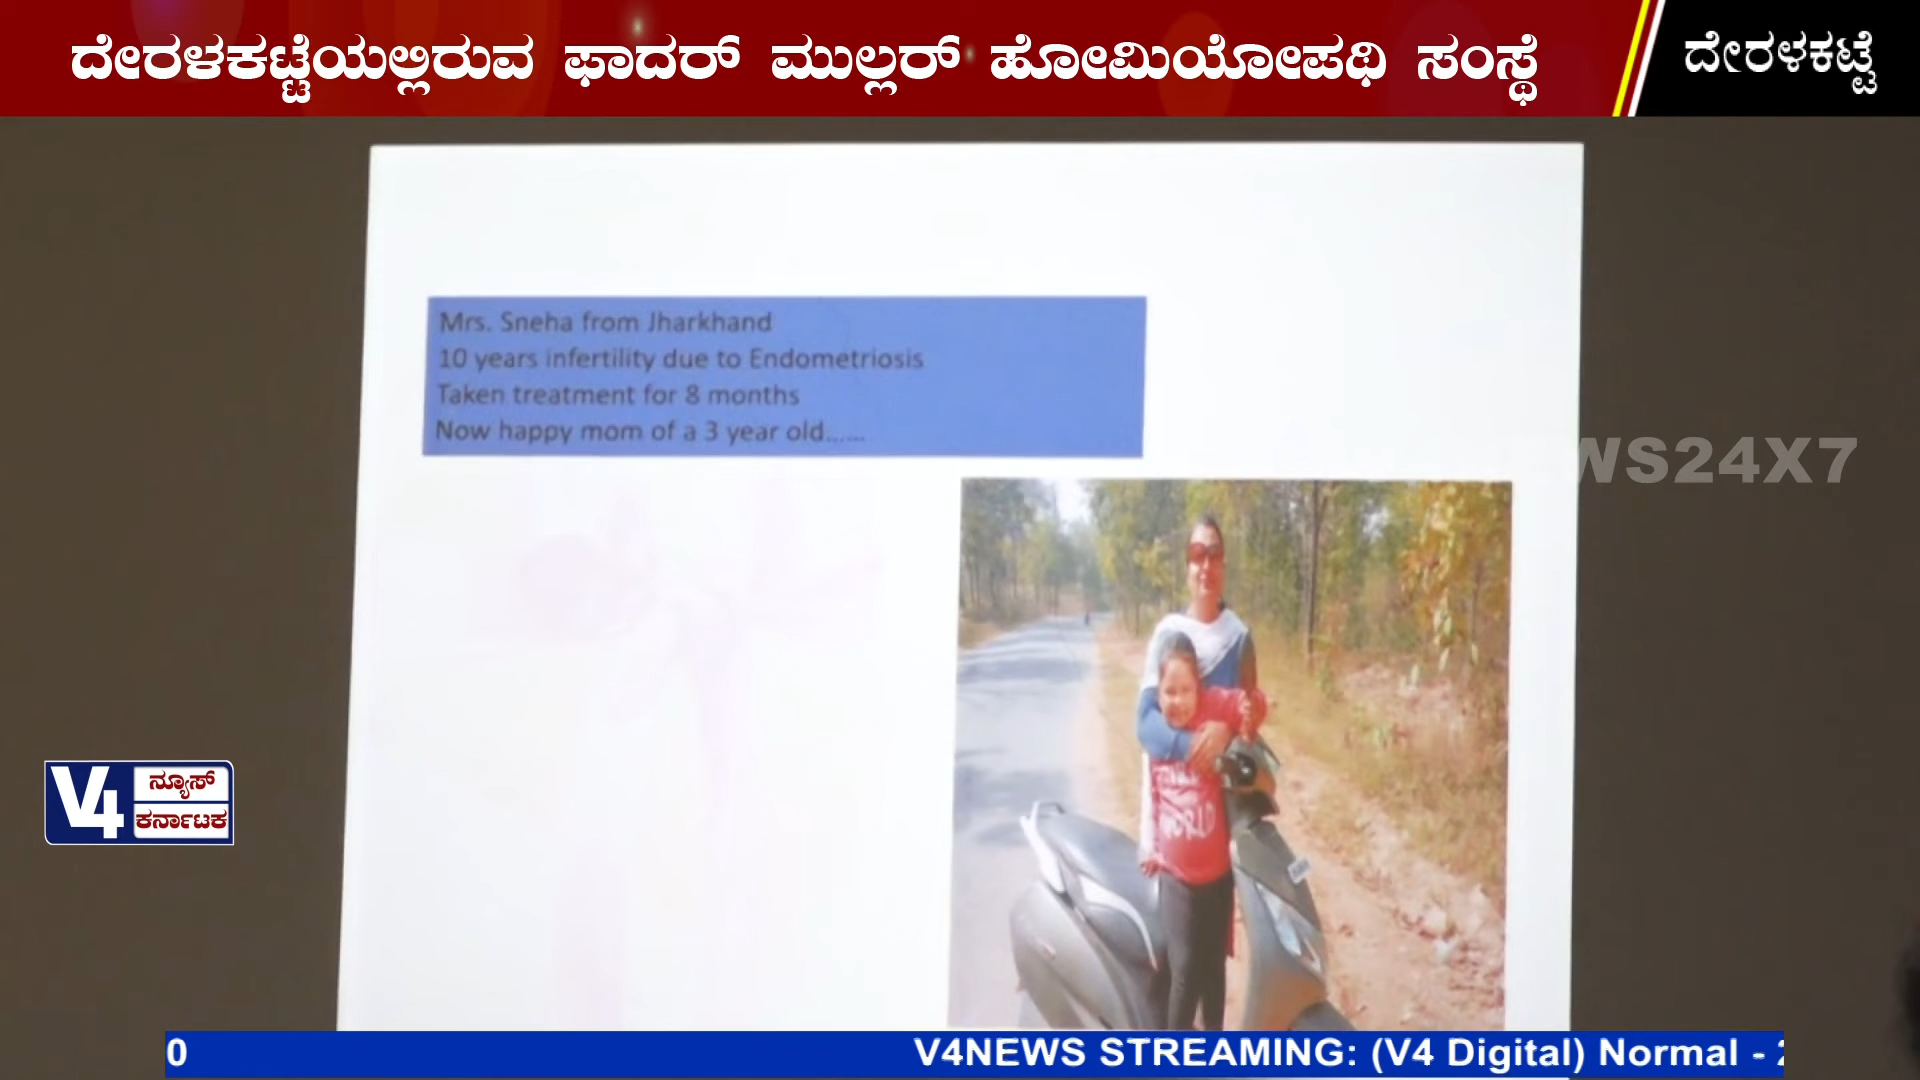 ದೇರಳಕಟ್ಟೆಯಲ್ಲಿರುವ ಫಾದರ್ ಮುಲ್ಲರ್ ಹೋಮಿಯೋಪಥಿ ಸಂಸ್ಥೆ
ದೇರಳಕಟ್ಟೆ
Mrs. Sneha from Jharkhand
10 years infertility due to Endometriosis
Taken treatment for 8 months
Now happy mom of a 3 year old......
WS24X7
WORLD
V4 ನ್ಯೂಸ್
ಕರ್ನಾಟಕ
0 V4NEWS STREAMING: (V4 Digital) Normal -